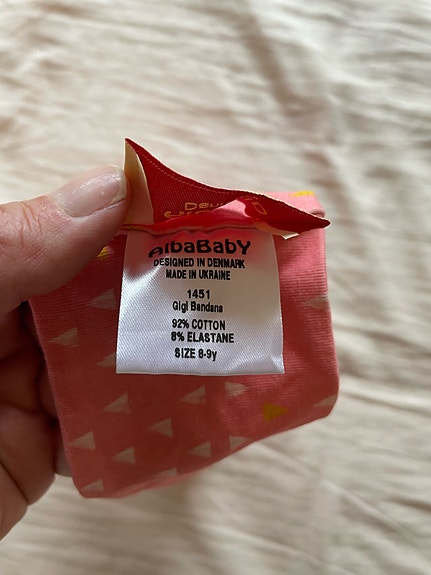 AlbaBabY
DESIGNED IN DENMARK
MADE IN UKRAINE
1451
Gigi Bandana
92% COTTON
8% ELASTANE
SIZE 8-9y